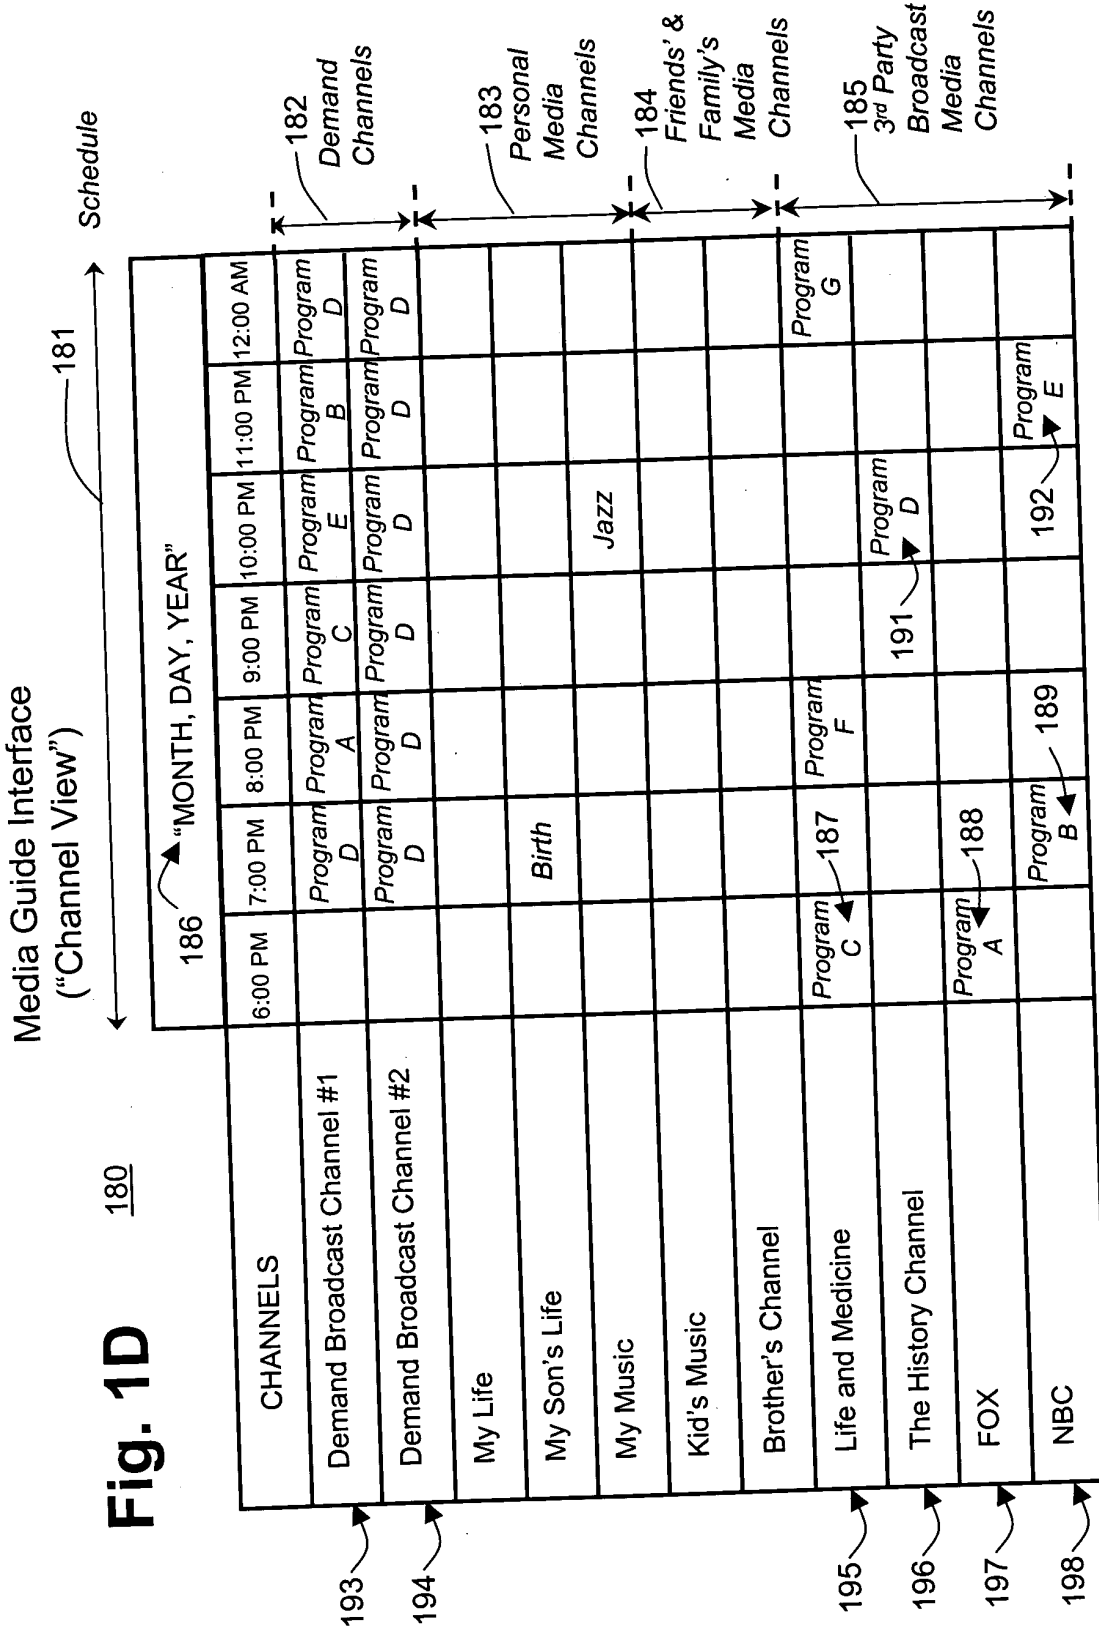 Fig. 1D
180
Media Guide Interface
("Channel View")
181
Schedule
186
"MONTH, DAY, YEAR"
CHANNELS
6:00 PM
7:00 PM
8:00 PM
9:00 PM
10:00 PM
11:00 PM
12:00 AM
193
Demand Broadcast Channel #1
Program
D
Program
A
Program
C
Program
E
Program
B
Program
D
182
Demand
Channels
194
Demand Broadcast Channel #2
Program
D
Program
D
Program
D
Program
D
Program
D
Program
D
My Life
My Son's Life
Birth
183
Personal
Media
Channels
My Music
Jazz
Kid's Music
184
Friends' &
Family's
Media
Channels
Brother's Channel
195
Life and Medicine
Program
C
187
Program
F
Program
G
185
3rd Party
Broadcast
Media
Channels
196
The History Channel
191
Program
D
197
FOX
Program
A
188
198
NBC
Program
B
189
192
Program
E